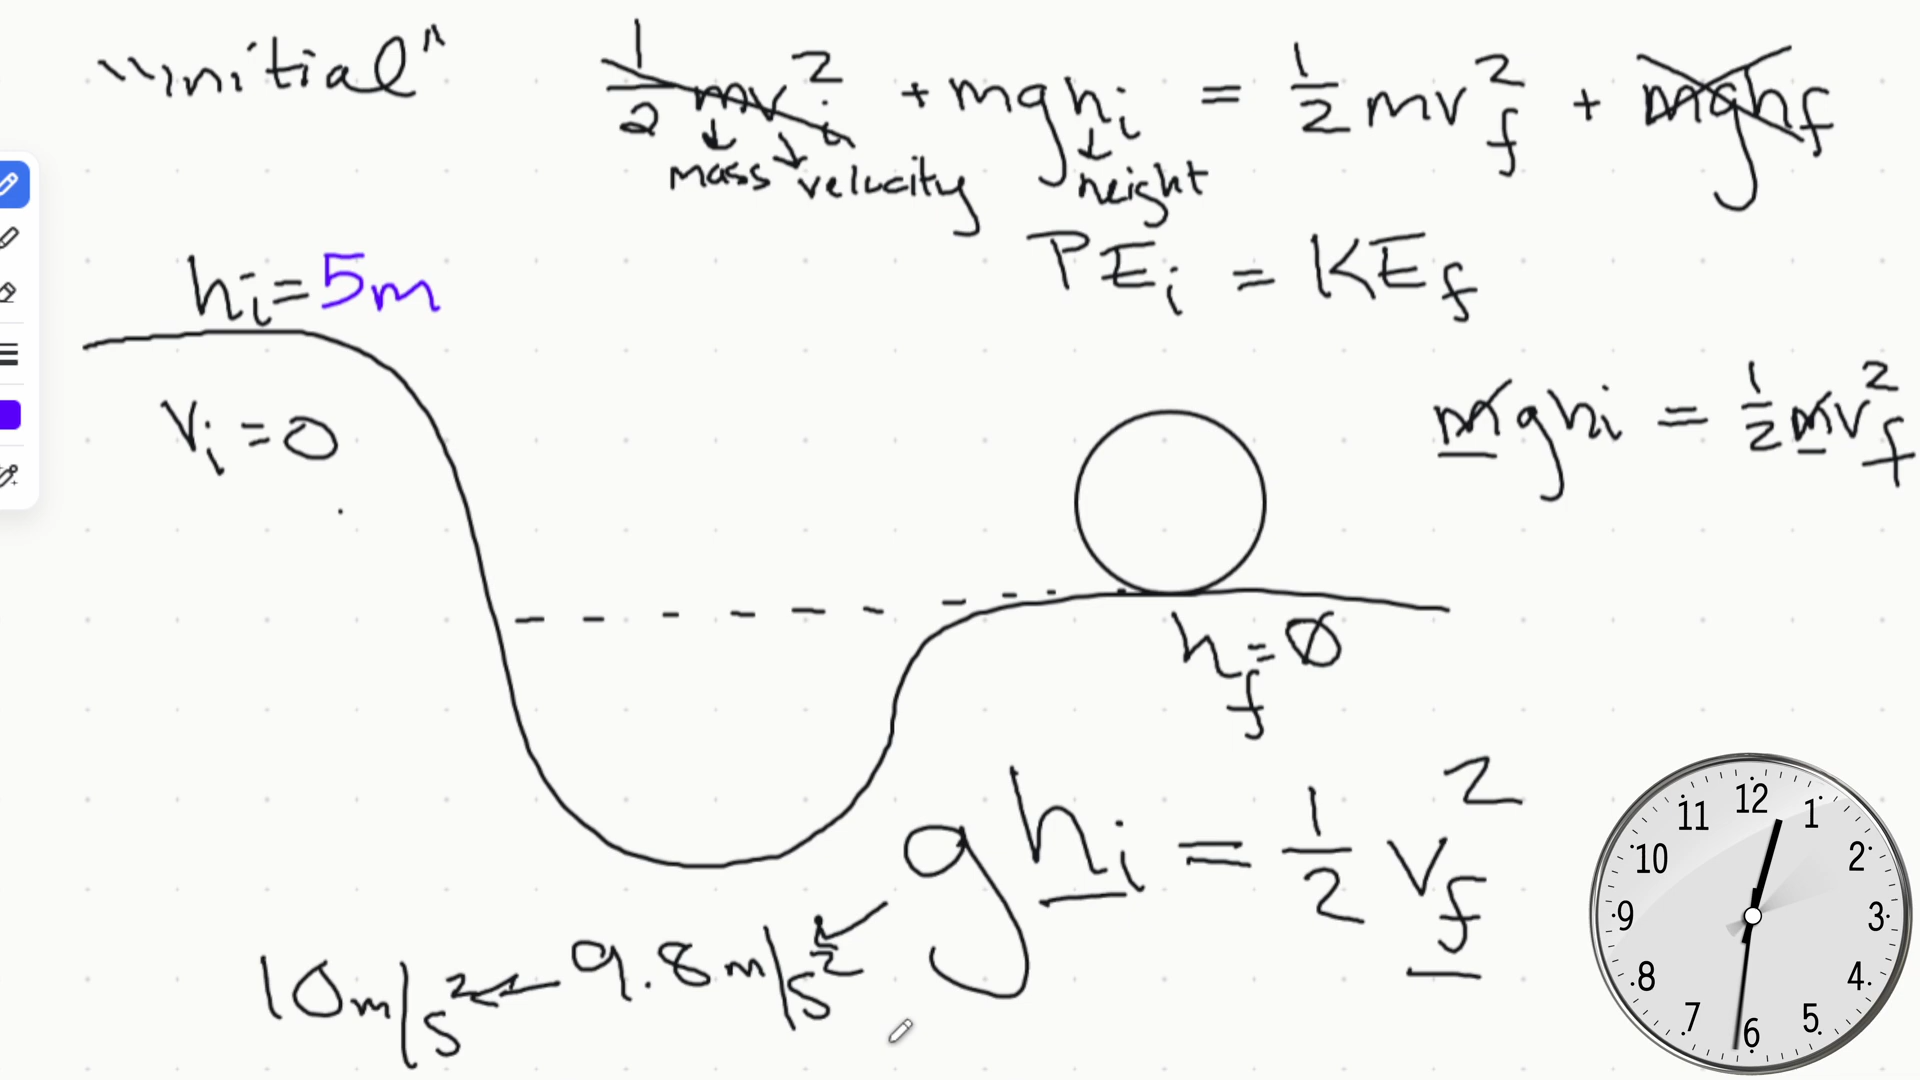 "initial"
1/2 mv_i^2 + mgh_i = 1/2 mv_f^2 + mgh_f
mass velocity height
PE_i = KE_f
h_i = 5m
mgh_i = 1/2 mv_f^2
v_i = 0
h_f = 0
gh_i = 1/2 v_f^2
10m/s^2 9.8m/s^2
12
11 1
10 2
9 3
8 4
7 5
6